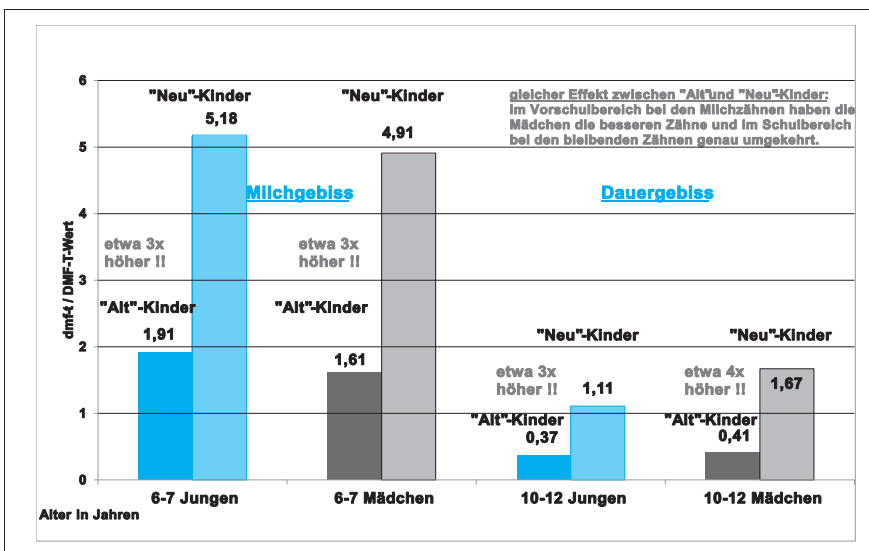 6
"Neu"-Kinder
"Neu"-Kinder
gleicher Effekt zwischen "Alt"und "Neu"-Kinder:
im Vorschulbereich bei den Milchzähnen haben die
Mädchen die besseren Zähne und im Schulbereich
bei den bleibenden Zähnen genau umgekehrt.
5,18
4,91
5
Milchgebiss
Dauergebiss
4
etwa 3x
höher !!
etwa 3x
höher !!
3
dmf-t / DMF-T-Wert
"Alt"-Kinder
"Alt"-Kinder
1,91
1,61
"Neu"-Kinder
"Neu"-Kinder
2
etwa 3x
höher !!
etwa 4x
höher !!
1,11
1,67
1
"Alt"-Kinder
0,37
"Alt"-Kinder
0,41
0
6-7 Jungen
6-7 Mädchen
10-12 Jungen
10-12 Mädchen
Alter in Jahren